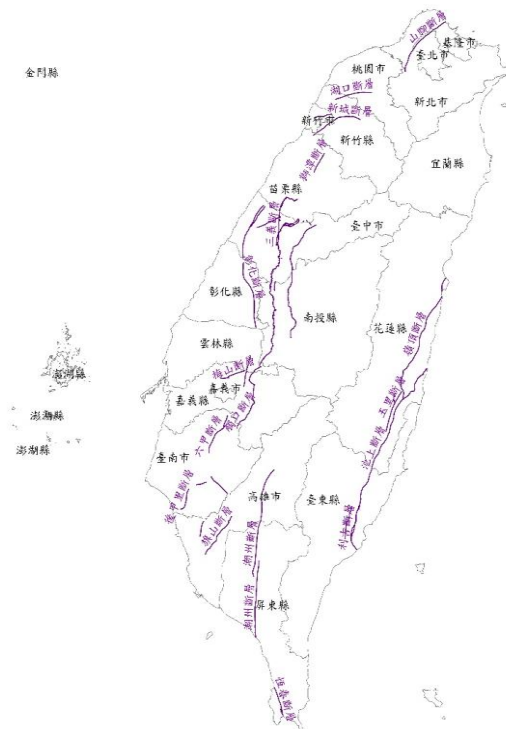 山腳斷層
基隆市
臺北市
桃園市
金門縣
湖口斷層
新北市
新城斷層
新竹市
新竹縣
宜蘭縣
獅潭斷層
苗栗縣
三義斷層
臺中市
彰化斷層
彰化縣
南投縣
花蓮縣
嶺頂斷層
雲林縣
梅山斷層
澎湖縣
嘉義市
玉里斷層
嘉義縣
觸口斷層
澎湖縣
六甲斷層
池上斷層
澎湖縣
臺南市
後甲里斷層
高雄市
臺東縣
利吉斷層
旗山斷層
潮州斷層
潮州斷層
屏東縣
恆春斷層